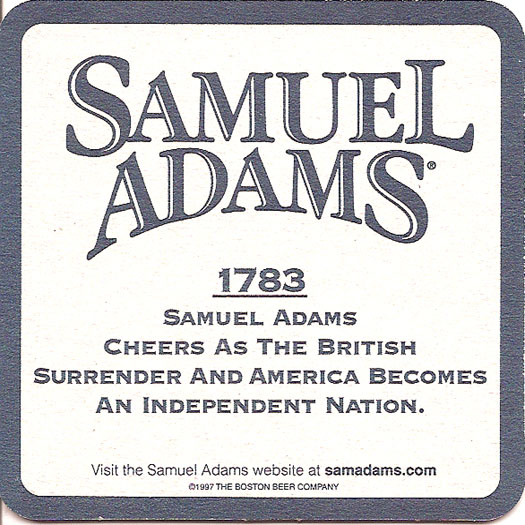 SAMUEL
ADAMS®
1783
SAMUEL ADAMS
CHEERS AS THE BRITISH
SURRENDER AND AMERICA BECOMES
AN INDEPENDENT NATION.
Visit the Samuel Adams website at samadams.com
©1997 THE BOSTON BEER COMPANY